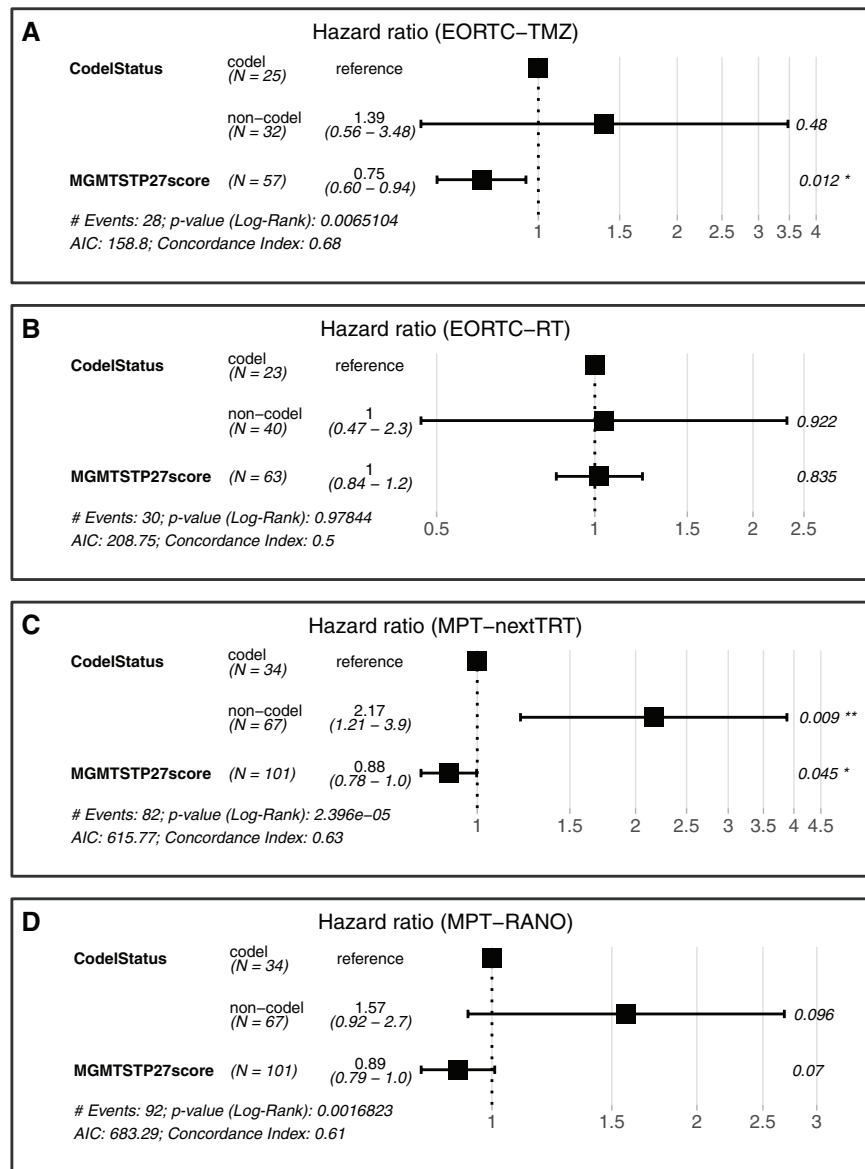 A
Hazard ratio (EORTC−TMZ)
CodelStatus codel reference
(N = 25)
non−codel 1.39 0.48
(N = 32) (0.56 − 3.48)
MGMTSTP27score (N = 57) 0.75 0.012 *
(0.60 − 0.94)
# Events: 28; p-value (Log-Rank): 0.0065104
AIC: 158.8; Concordance Index: 0.68
1 1.5 2 2.5 3 3.5 4
B
Hazard ratio (EORTC−RT)
CodelStatus codel reference
(N = 23)
non−codel 1 0.922
(N = 40) (0.47 − 2.3)
MGMTSTP27score (N = 63) 1 0.835
(0.84 − 1.2)
# Events: 30; p-value (Log-Rank): 0.97844
AIC: 208.75; Concordance Index: 0.5
0.5 1 1.5 2 2.5
C
Hazard ratio (MPT−nextTRT)
CodelStatus codel reference
(N = 34)
non−codel 2.17 0.009 **
(N = 67) (1.21 − 3.9)
MGMTSTP27score (N = 101) 0.88 0.045 *
(0.78 − 1.0)
# Events: 82; p-value (Log-Rank): 2.396e−05
AIC: 615.77; Concordance Index: 0.63
1 1.5 2 2.5 3 3.5 4 4.5
D
Hazard ratio (MPT−RANO)
CodelStatus codel reference
(N = 34)
non−codel 1.57 0.096
(N = 67) (0.92 − 2.7)
MGMTSTP27score (N = 101) 0.89 0.07
(0.79 − 1.0)
# Events: 92; p-value (Log-Rank): 0.0016823
AIC: 683.29; Concordance Index: 0.61
1 1.5 2 2.5 3